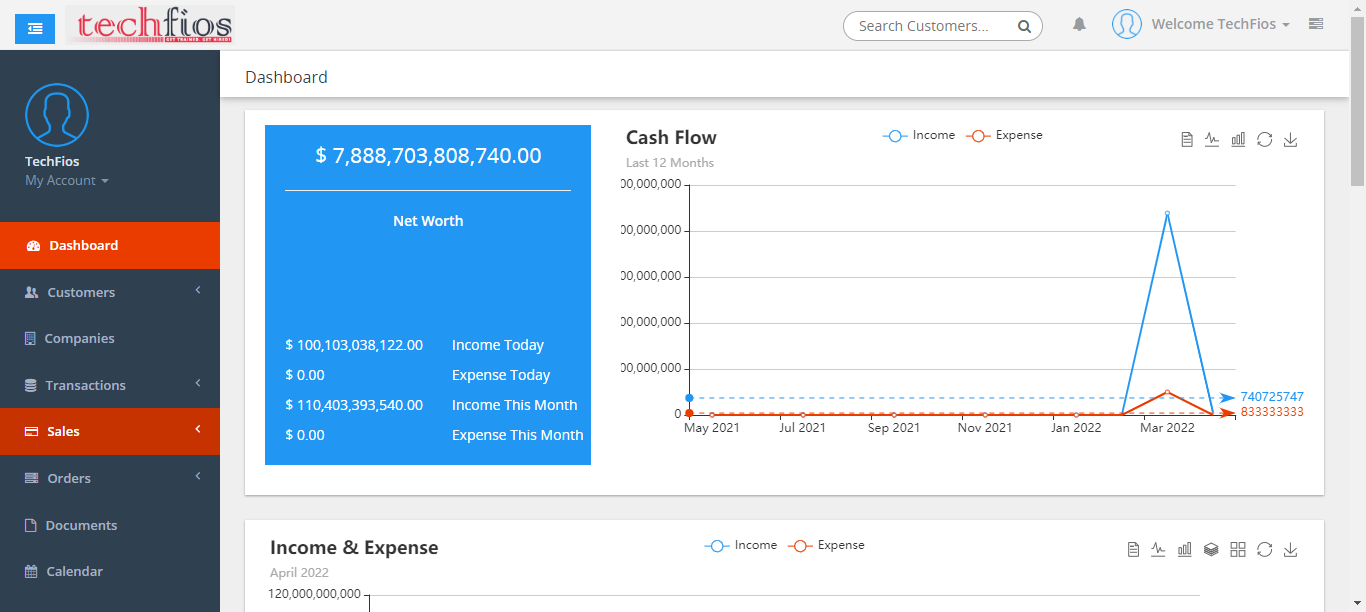 techfios
GET TRAINED. GET HIRED!
Search Customers...
Welcome TechFios
TechFios
My Account
Dashboard
Customers
Companies
Transactions
Sales
Orders
Documents
Calendar
Dashboard
$ 7,888,703,808,740.00
Net Worth
$ 100,103,038,122.00 Income Today
$ 0.00 Expense Today
$ 110,403,393,540.00 Income This Month
$ 0.00 Expense This Month
Cash Flow
Last 12 Months
Income Expense
00,000,000
00,000,000
00,000,000
00,000,000
00,000,000
0
740725747
833333333
May 2021 Jul 2021 Sep 2021 Nov 2021 Jan 2022 Mar 2022
Income & Expense
April 2022
Income Expense
120,000,000,000